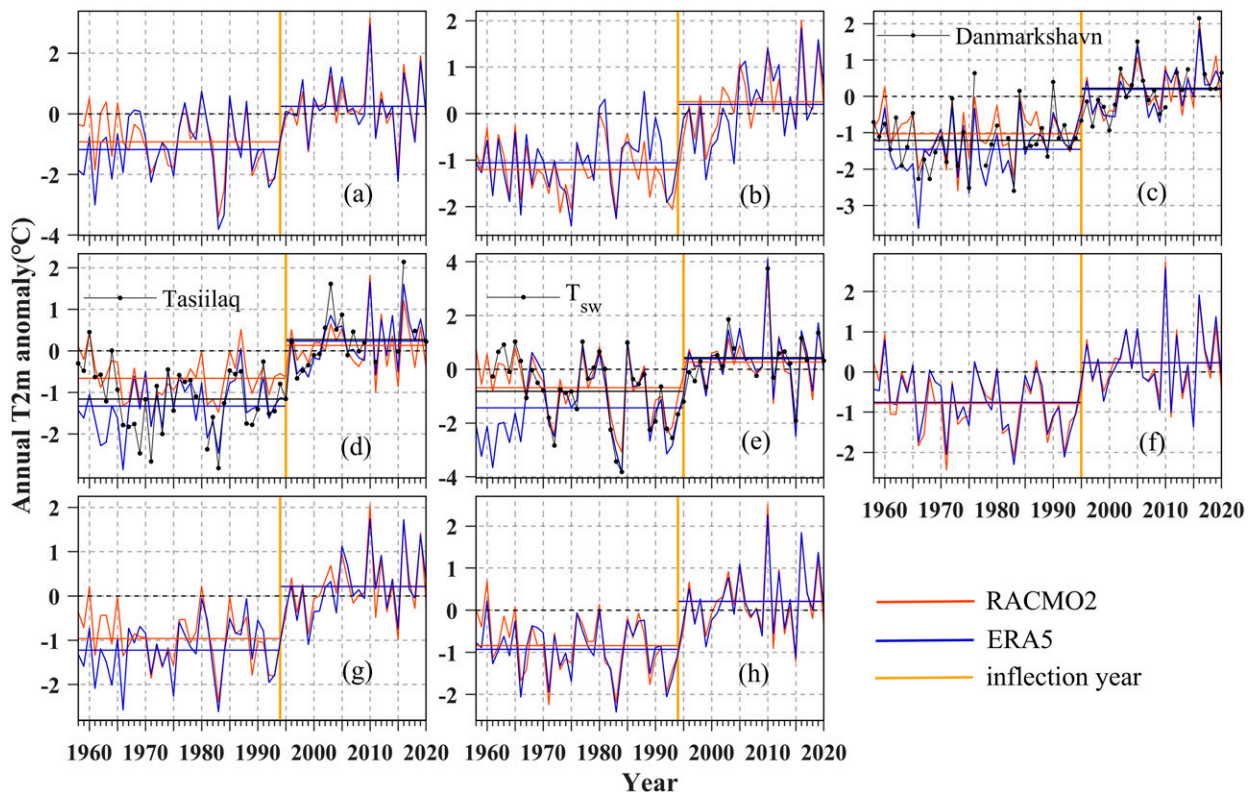 Annual T2m anomaly(℃)
2
0
-2
-4
(a)
2
1
0
-1
-2
(b)
2
1
0
-1
-2
-3
Danmarkshavn
(c)
2
1
0
-1
-2
Tasiilaq
(d)
4
2
0
-2
-4
T_sw
(e)
2
1
0
-1
-2
(f)
1960 1970 1980 1990 2000 2010 2020
2
1
0
-1
-2
(g)
1960 1970 1980 1990 2000 2010 2020
2
1
0
-1
-2
(h)
1960 1970 1980 1990 2000 2010 2020
Year
RACMO2
ERA5
inflection year